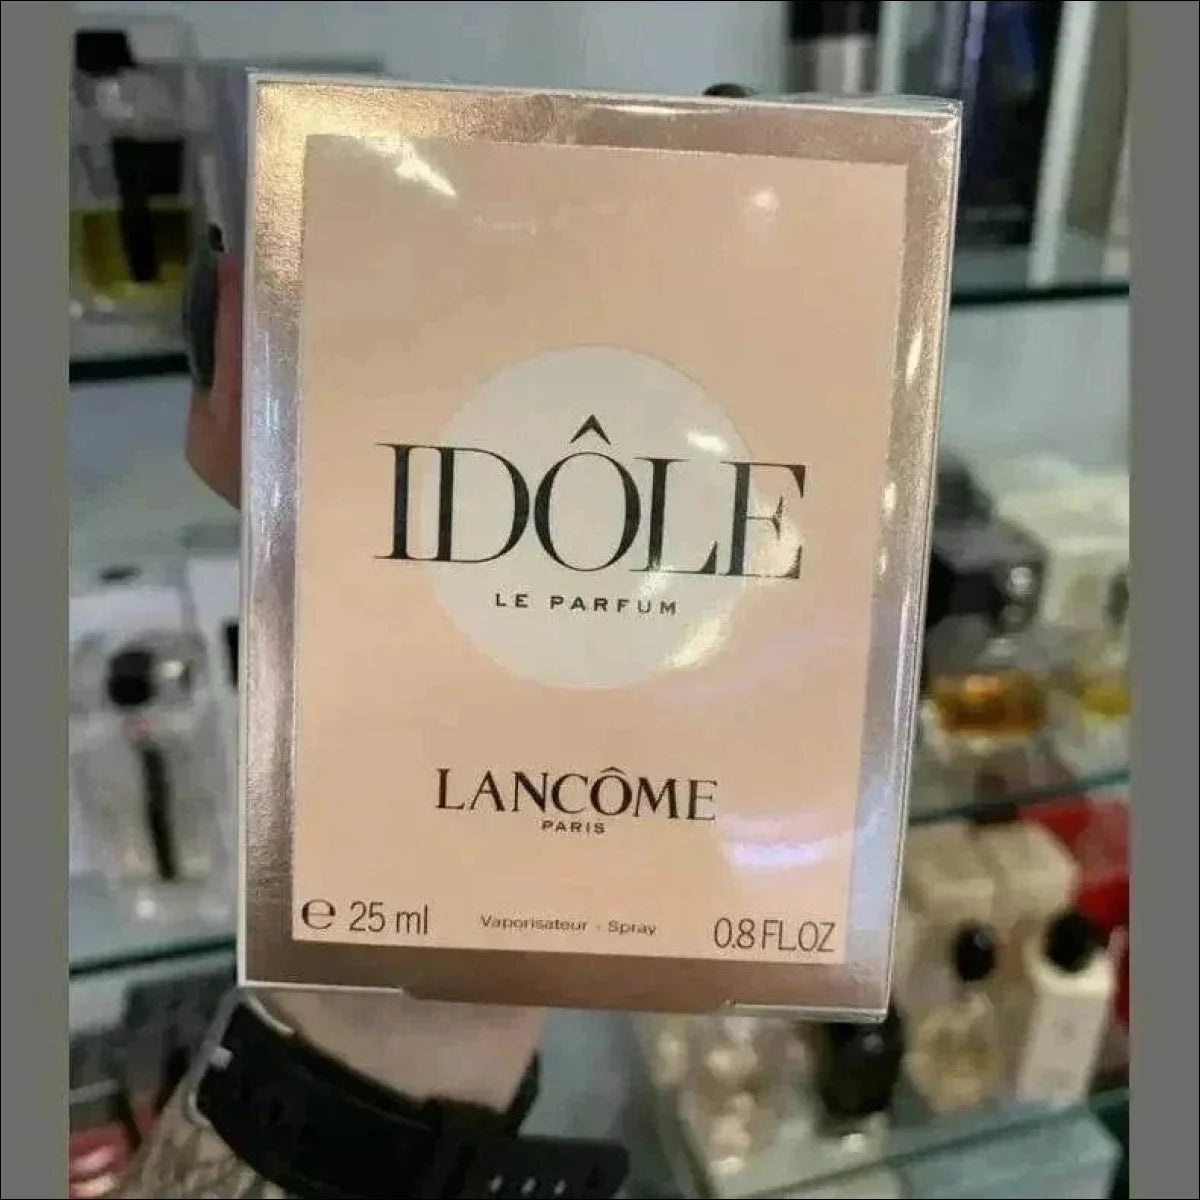 IDÔLE
LE PARFUM
LANCÔME
PARIS
℮ 25 ml
Vaporisateur - Spray
0.8 FL.OZ